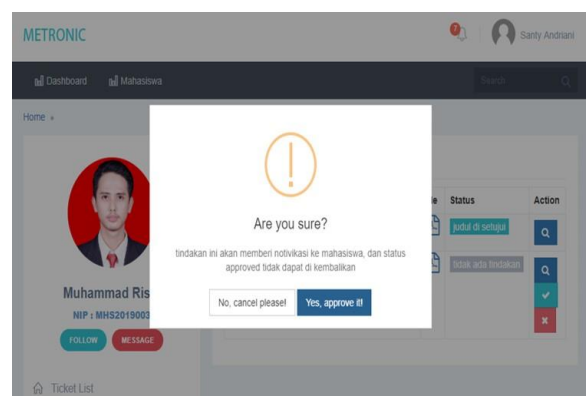 METRONIC
7
Santy Andriani
Dashboard
Mahasiswa
Search
Home
Are you sure?
tindakan ini akan memberi notivikasi ke mahasiswa, dan status
approved tidak dapat di kembalikan
No, cancel please!
Yes, approve it!
Status
Action
judul di setujui
tidak ada tindakan
Muhammad Ris
NIP : MHS2019003
FOLLOW
MESSAGE
Ticket List